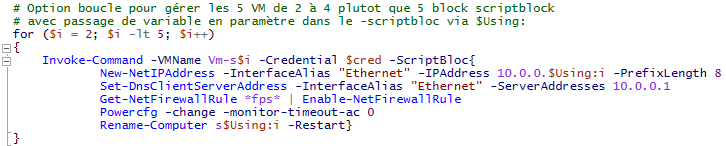 # Option boucle pour gérer les 5 VM de 2 à 4 plutot que 5 block scriptblock
# avec passage de variable en paramètre dans le -scriptbloc via $Using:
for ($i = 2; $i -lt 5; $i++)
{
Invoke-Command -VMName Vm-s$i -Credential $cred -ScriptBloc{
New-NetIPAddress -InterfaceAlias "Ethernet" -IPAddress 10.0.0.$Using:i -PrefixLength 8
Set-DnsClientServerAddress -InterfaceAlias "Ethernet" -ServerAddresses 10.0.0.1
Get-NetFirewallRule *fps* | Enable-NetFirewallRule
Powercfg -change -monitor-timeout-ac 0
Rename-Computer s$Using:i -Restart}
}